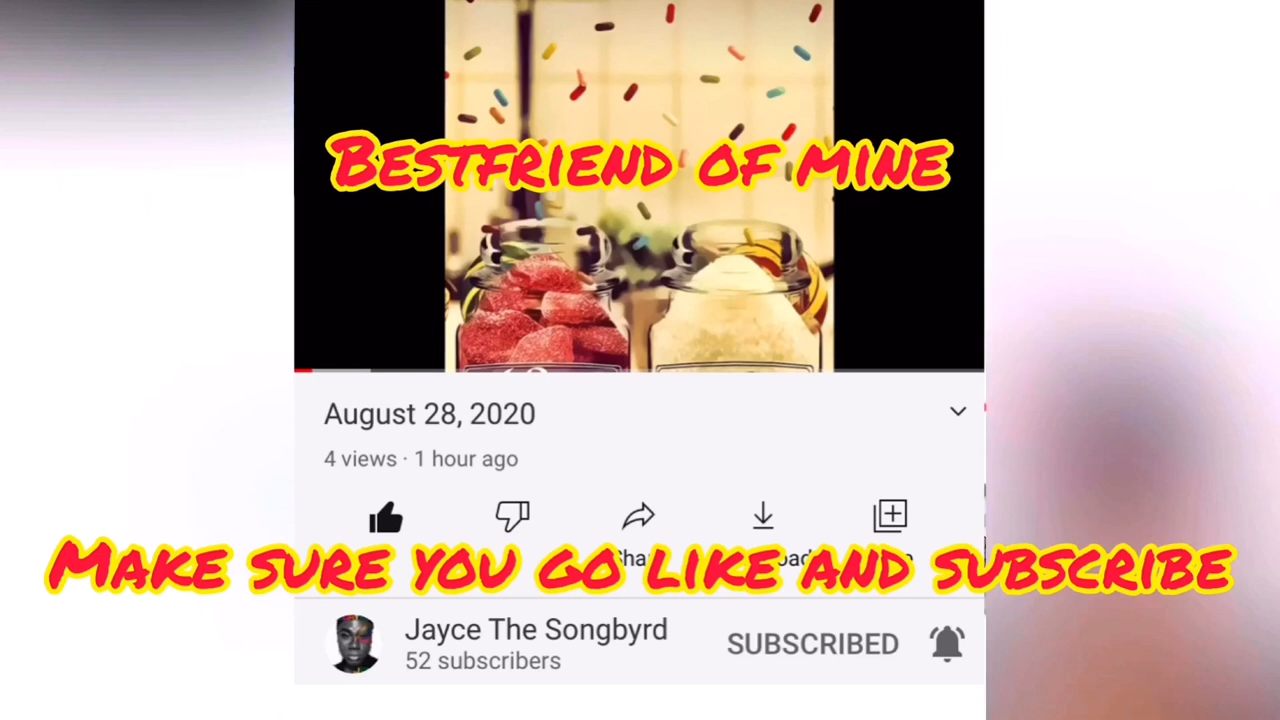 BESTFRIEND OF MINE
August 28, 2020
4 views · 1 hour ago
MAKE SURE YOU GO LIKE AND SUBSCRIBE
Jayce The Songbyrd
SUBSCRIBED
52 subscribers